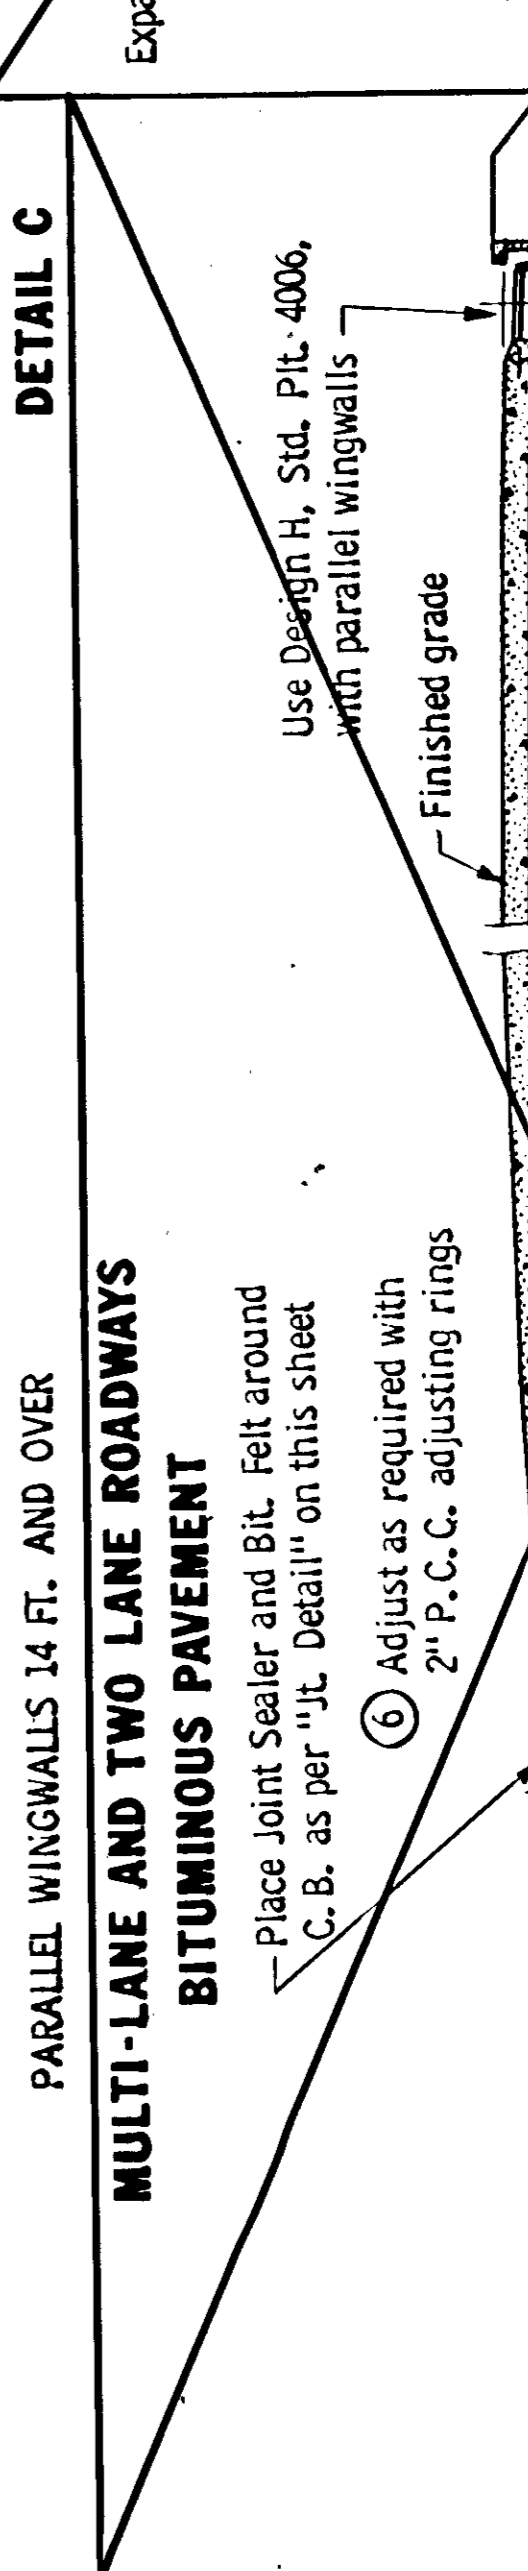 PARALLEL WINGWALLS 14 FT. AND OVER
DETAIL C
MULTI-LANE AND TWO LANE ROADWAYS
BITUMINOUS PAVEMENT
Place Joint Sealer and Bit. Felt around
C. B. as per "Jt. Detail" on this sheet
6 Adjust as required with
2" P. C. C. adjusting rings
Use Design H, Std. Plt. 4006,
with parallel wingwalls
Finished grade